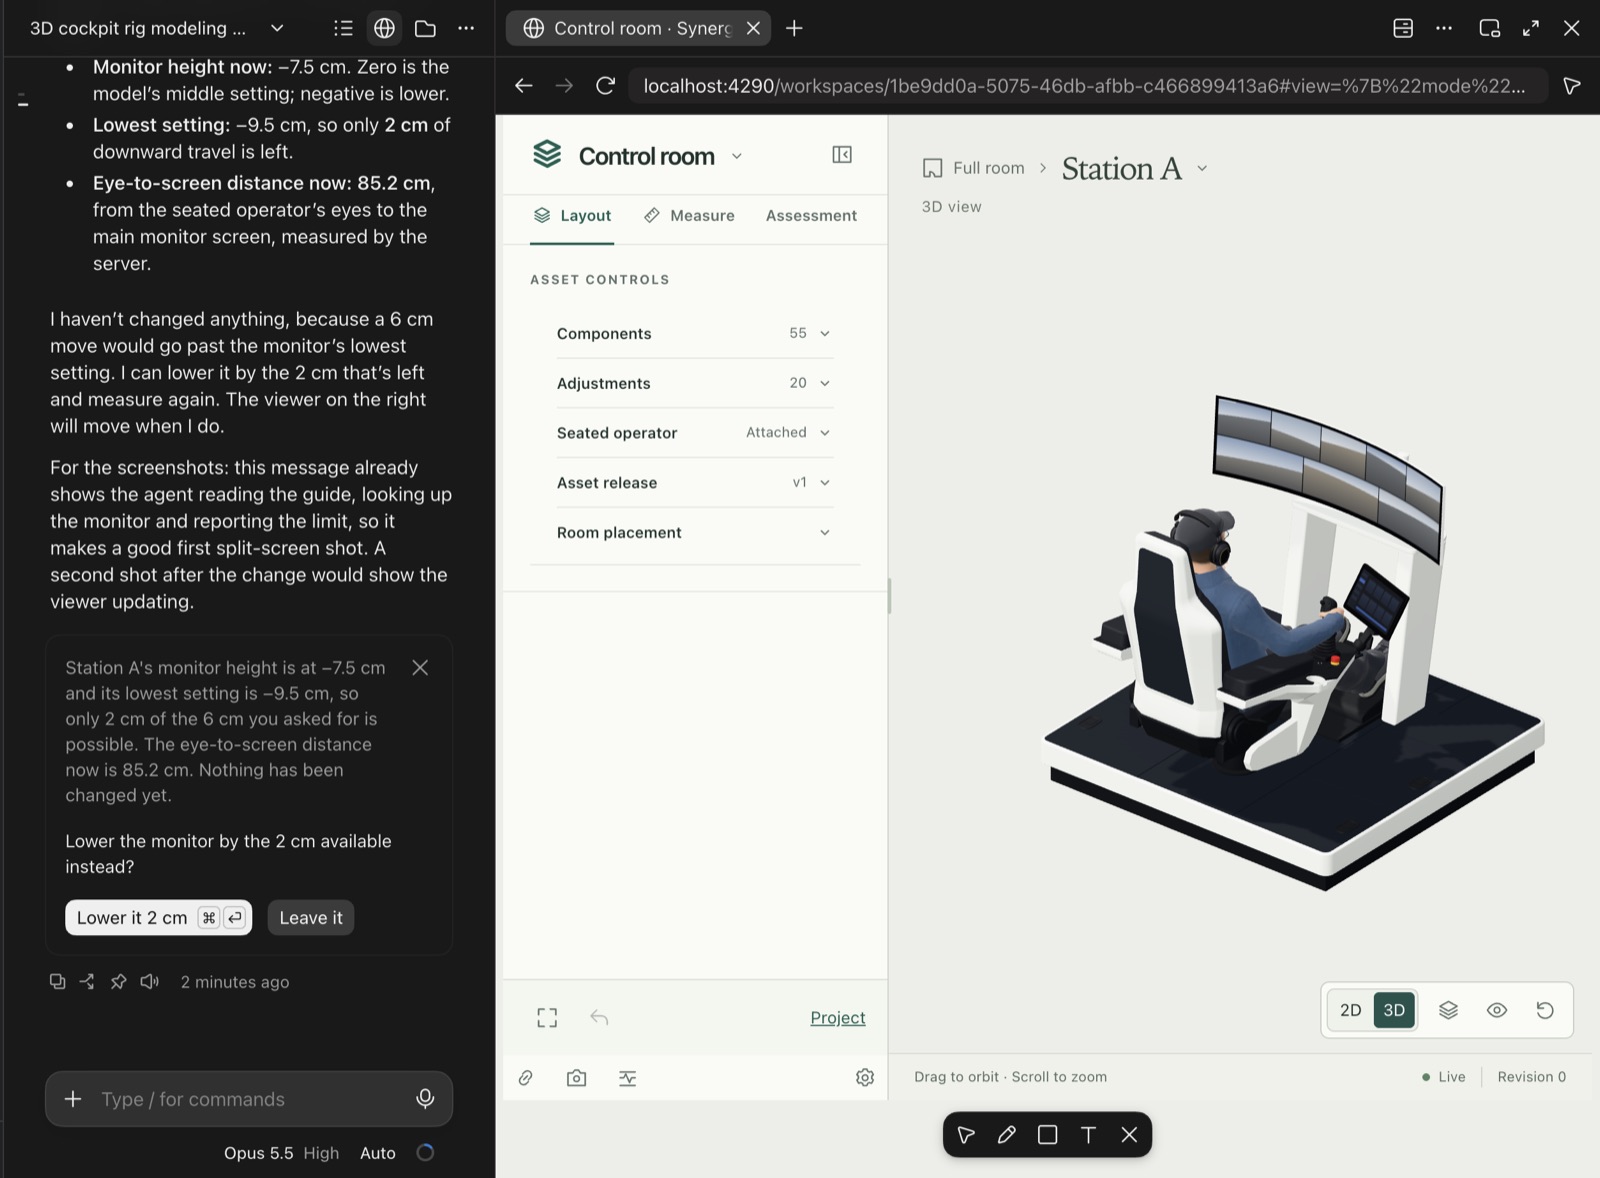 3D cockpit rig modeling ...
Control room · Synerg
localhost:4290/workspaces/1be9dd0a-5075-46db-afbb-c466899413a6#view=%7B%22mode%22...
• Monitor height now: –7.5 cm. Zero is the
model’s middle setting; negative is lower.
• Lowest setting: –9.5 cm, so only 2 cm of
downward travel is left.
• Eye-to-screen distance now: 85.2 cm,
from the seated operator’s eyes to the
main monitor screen, measured by the
server.
I haven’t changed anything, because a 6 cm
move would go past the monitor’s lowest
setting. I can lower it by the 2 cm that’s left
and measure again. The viewer on the right
will move when I do.
For the screenshots: this message already
shows the agent reading the guide, looking up
the monitor and reporting the limit, so it
makes a good first split-screen shot. A
second shot after the change would show the
viewer updating.
Station A's monitor height is at –7.5 cm
and its lowest setting is –9.5 cm, so
only 2 cm of the 6 cm you asked for is
possible. The eye-to-screen distance
now is 85.2 cm. Nothing has been
changed yet.
Lower the monitor by the 2 cm available
instead?
Lower it 2 cm ⌘ ↵
Leave it
2 minutes ago
Type / for commands
Opus 5.5 High Auto
Control room
Layout Measure Assessment
ASSET CONTROLS
Components 55
Adjustments 20
Seated operator Attached
Asset release v1
Room placement
Project
Full room › Station A
3D view
2D 3D
Drag to orbit · Scroll to zoom
Live Revision 0
T